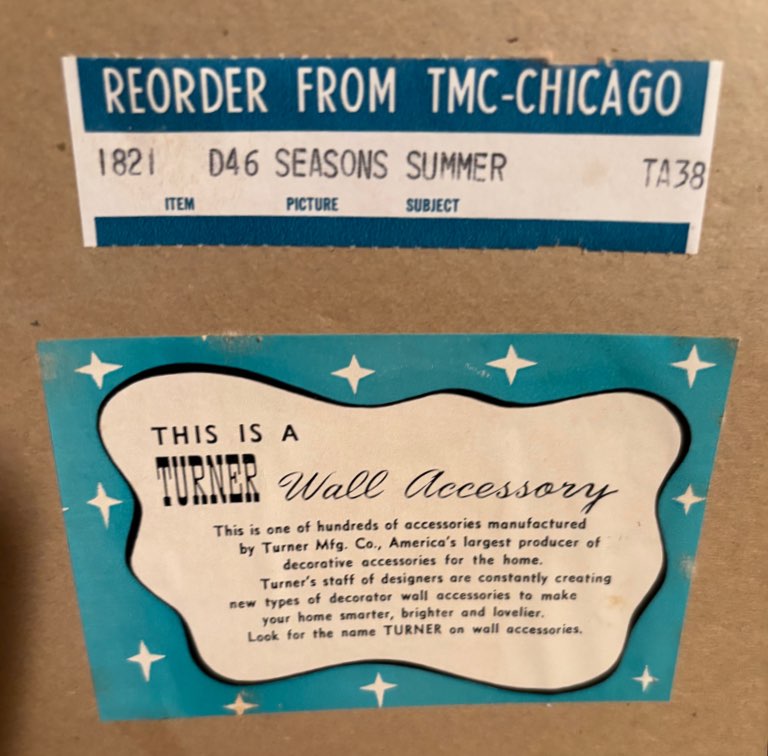 REORDER FROM TMC-CHICAGO
1821 D46 SEASONS SUMMER TA38
ITEM PICTURE SUBJECT
THIS IS A
TURNER Wall Accessory
This is one of hundreds of accessories manufactured
by Turner Mfg. Co., America's largest producer of
decorative accessories for the home.
Turner's staff of designers are constantly creating
new types of decorator wall accessories to make
your home smarter, brighter and lovelier.
Look for the name TURNER on wall accessories.